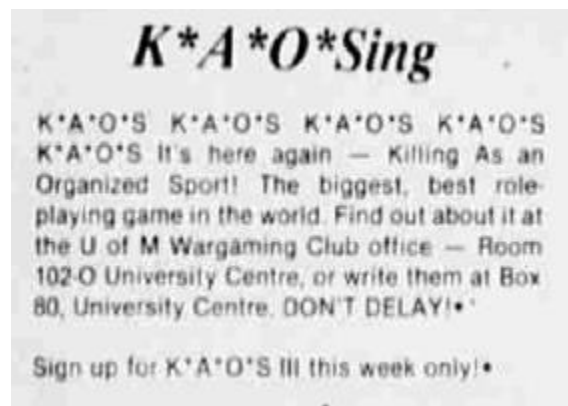 K*A*O*Sing
K*A*O*S K*A*O*S K*A*O*S K*A*O*S
K*A*O*S It's here again — Killing As an
Organized Sport! The biggest, best role-
playing game in the world. Find out about it at
the U of M Wargaming Club office — Room
102-O University Centre, or write them at Box
80, University Centre. DON'T DELAY!•
Sign up for K*A*O*S III this week only!•